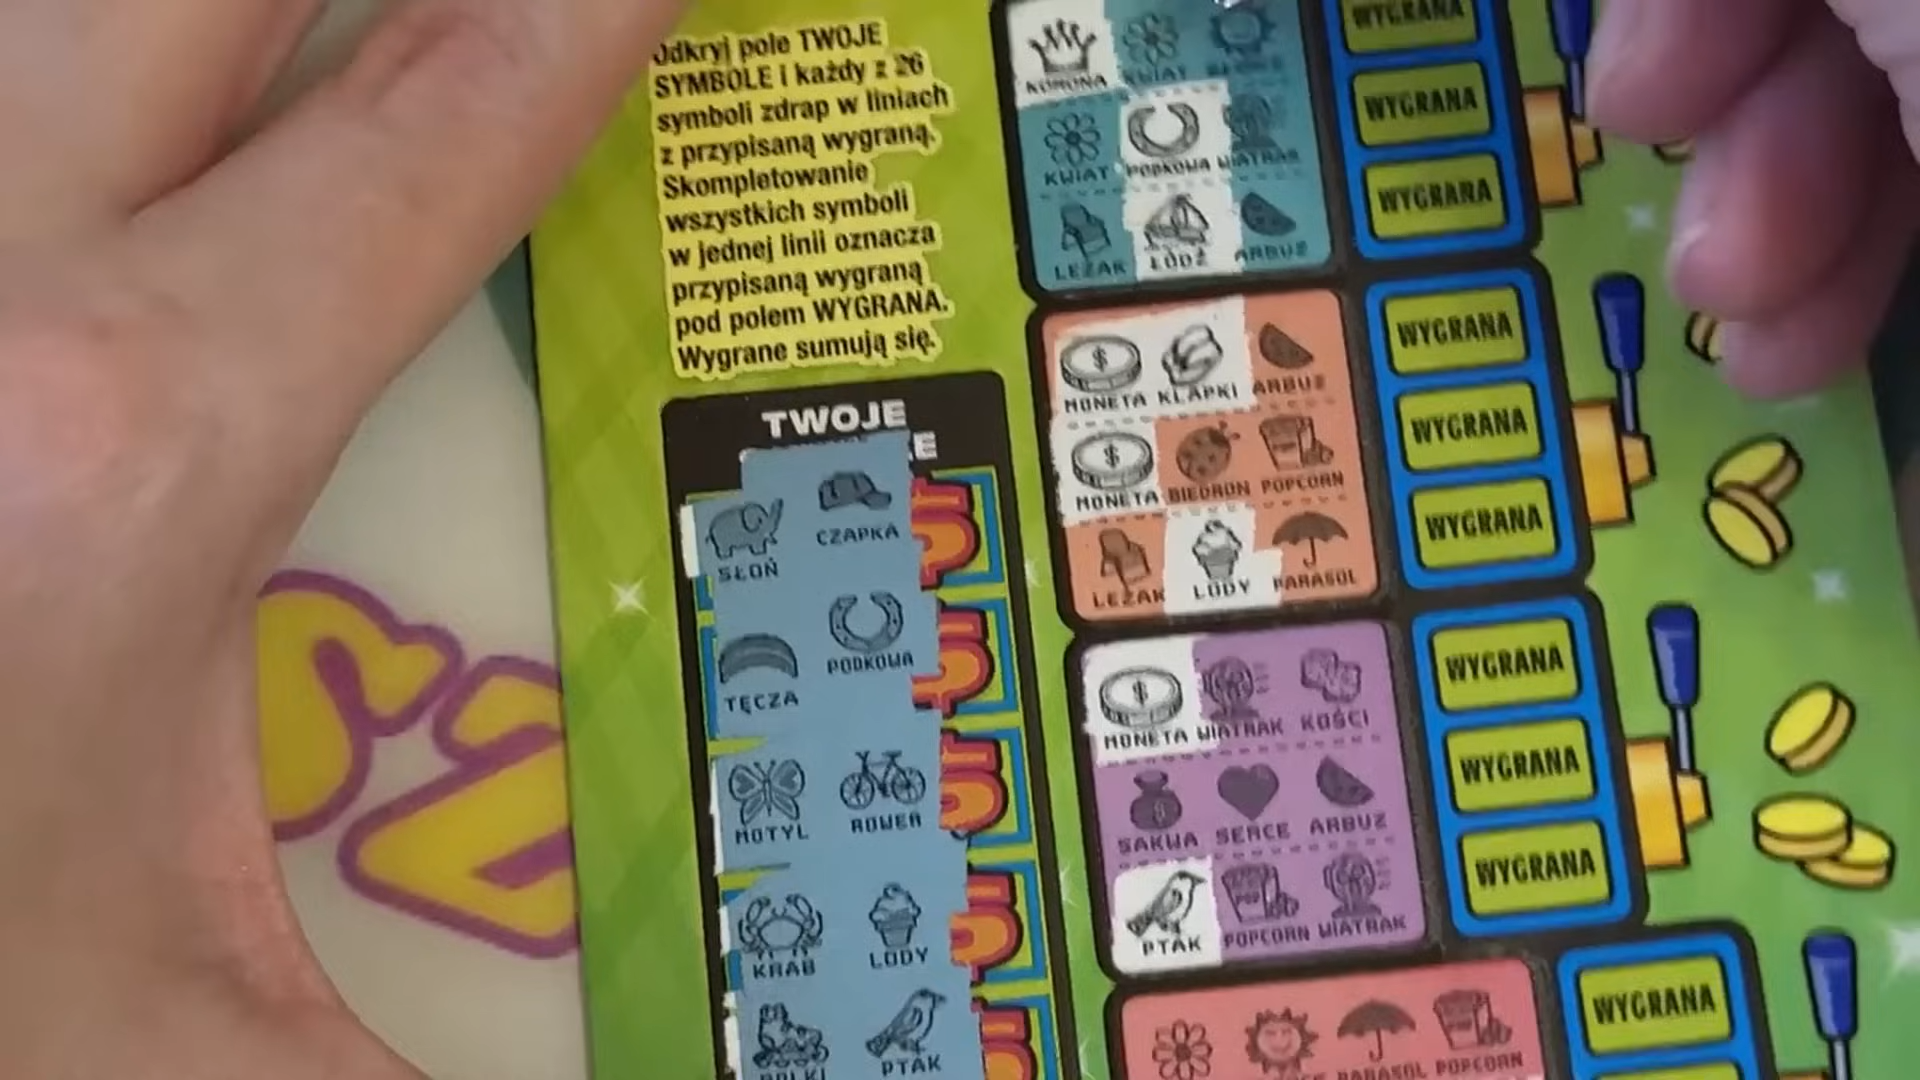 Odkryj pole TWOJE
SYMBOLE i każdy z 26
symboli zdrap w liniach
z przypisaną wygraną.
Skompletowanie
wszystkich symboli
w jednej linii oznacza
przypisaną wygraną
pod polem WYGRANA.
Wygrane sumują się.
TWOJE
E
SŁOŃ
CZAPKA
TĘCZA
PODKOWA
MOTYL
ROWER
KRAB
LODY
ROLKI
PTAK
KORONA KWIAT
KWIAT PODKOWA WIATRAK
LEŻAK ŁÓDŹ ARBUZ
WYGRANA
WYGRANA
WYGRANA
MONETA KLAPKI ARBUZ
MONETA BIEDRON POPCORN
LEŻAK LODY PARASOL
WYGRANA
WYGRANA
WYGRANA
MONETA WIATRAK KOŚCI
SAKWA SERCE ARBUZ
PTAK POPCORN WIATRAK
WYGRANA
WYGRANA
WYGRANA
PARASOL POPCORN
WYGRANA